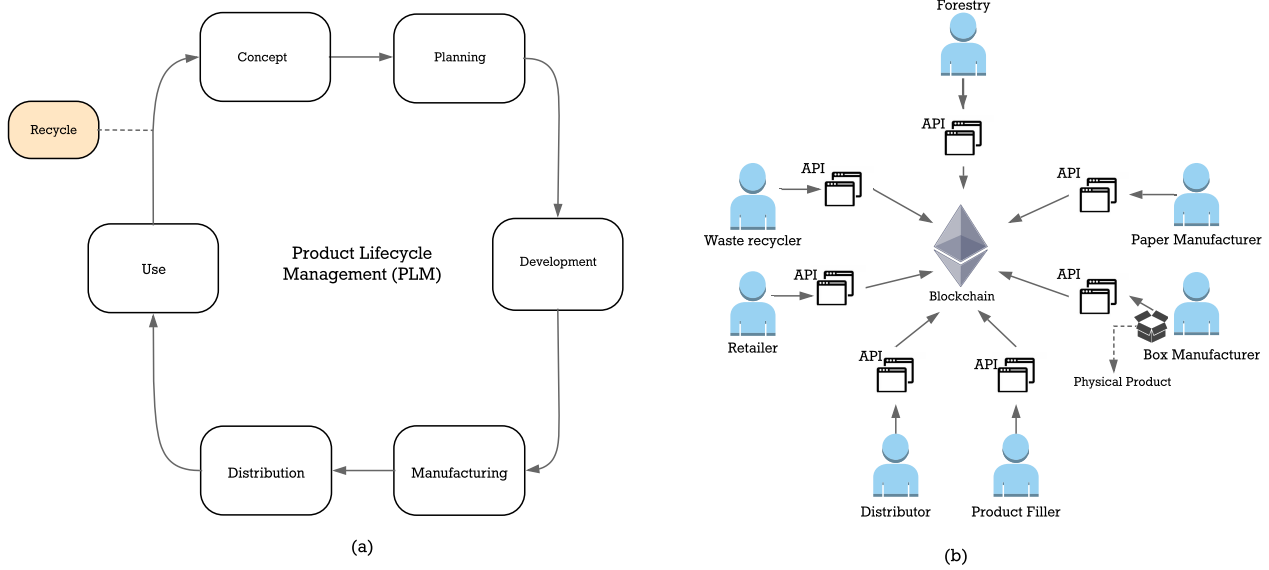 Concept
Planning
Recycle
Use
Product Lifecycle
Management (PLM)
Development
Distribution
Manufacturing
(a)
Forestry
API
API
Waste recycler
API
Paper Manufacturer
API
Retailer
Blockchain
API
Box Manufacturer
Physical Product
API
API
Distributor
Product Filler
(b)